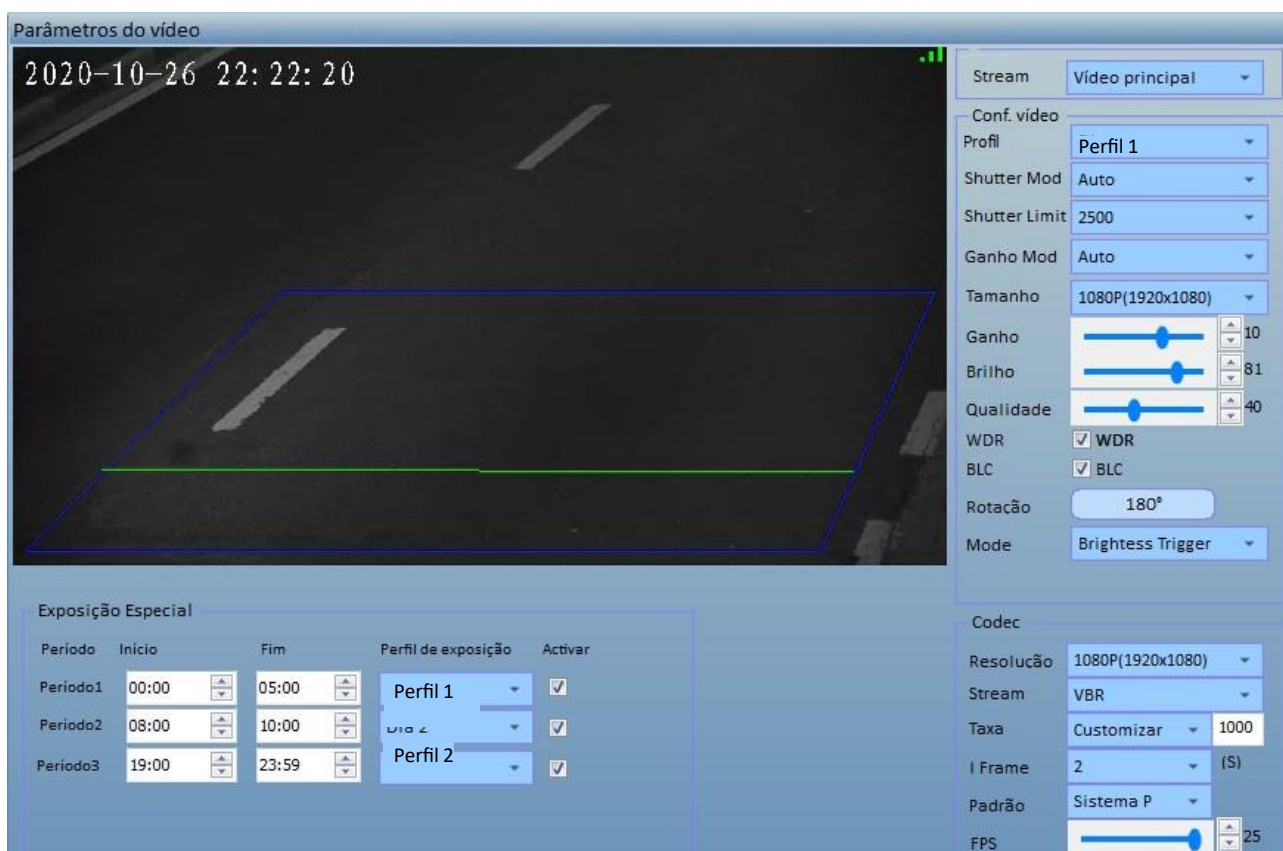 Parâmetros do vídeo
2020-10-26 22:22:20
Stream Vídeo principal
Conf. vídeo
Profil Perfil 1
Shutter Mod Auto
Shutter Limit 2500
Ganho Mod Auto
Tamanho 1080P(1920x1080)
Ganho 10
Brilho 81
Qualidade 40
WDR WDR
BLC BLC
Rotação 180°
Mode Brightess Trigger
Exposição Especial
Período Início Fim Perfil de exposição Activar
Período1 00:00 05:00 Perfil 1
Período2 08:00 10:00
Período3 19:00 23:59 Perfil 2
Codec
Resolução 1080P(1920x1080)
Stream VBR
Taxa Customizar 1000
I Frame 2 (S)
Padrão Sistema P
FPS 25